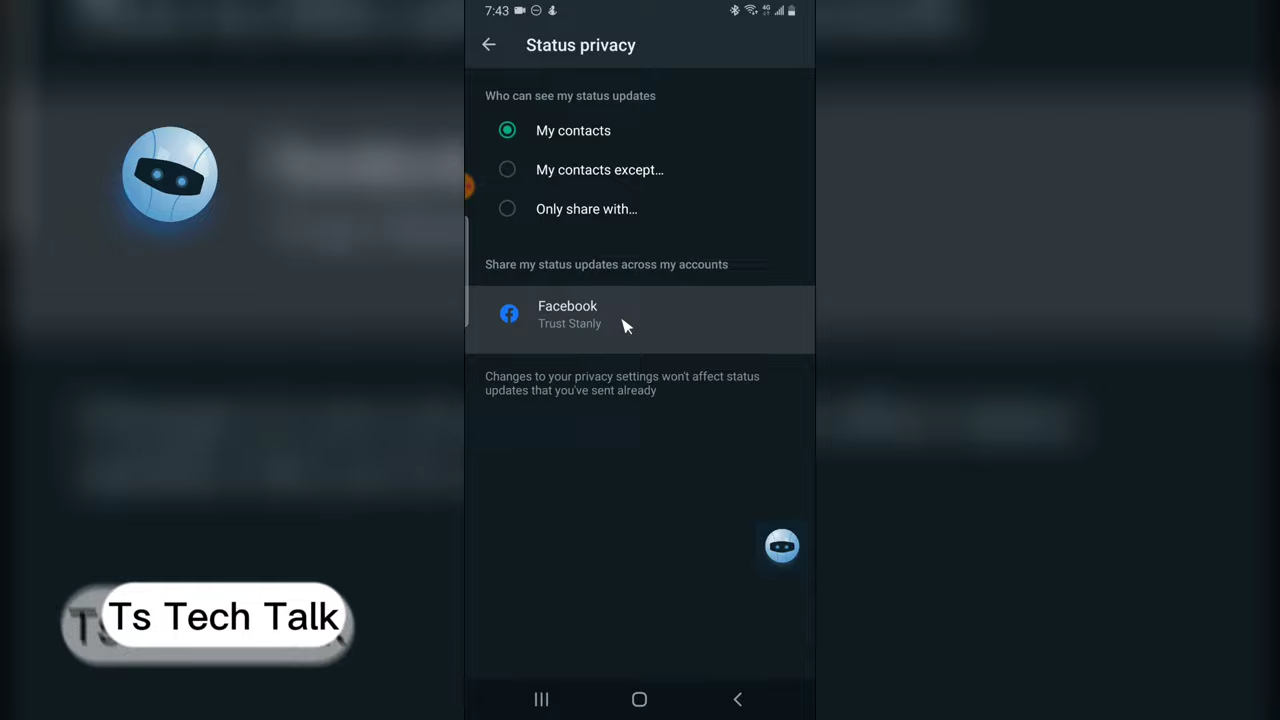 7:43
4G
Status privacy
Who can see my status updates
My contacts
My contacts except...
Only share with...
Share my status updates across my accounts
Facebook
Trust Stanly
Changes to your privacy settings won't affect status
updates that you've sent already
Ts Tech Talk